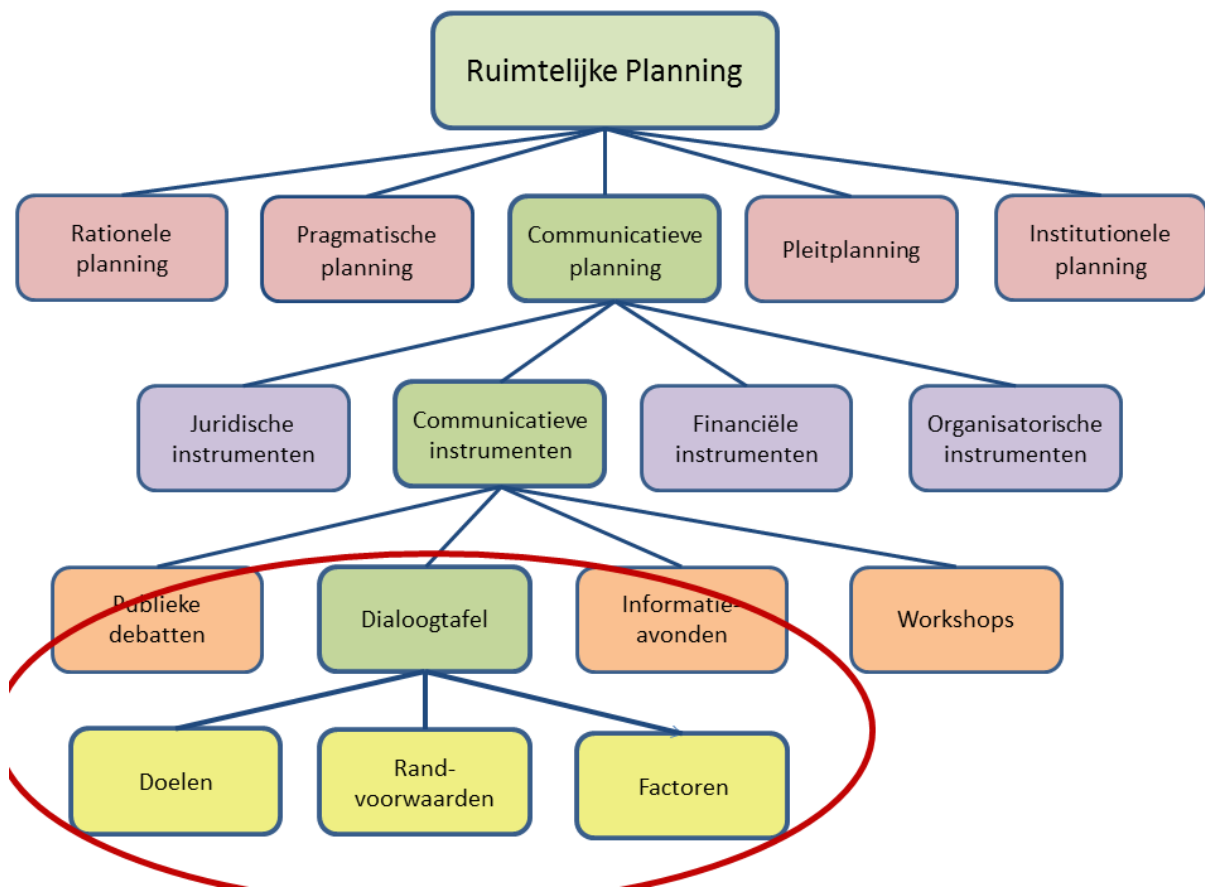 Ruimtelijke Planning
Rationele
planning
Pragmatische
planning
Communicatieve
planning
Pleitplanning
Institutionele
planning
Juridische
instrumenten
Communicatieve
instrumenten
Financiële
instrumenten
Organisatorische
instrumenten
Publieke
debatten
Dialoogtafel
Informatie-
avonden
Workshops
Doelen
Rand-
voorwaarden
Factoren